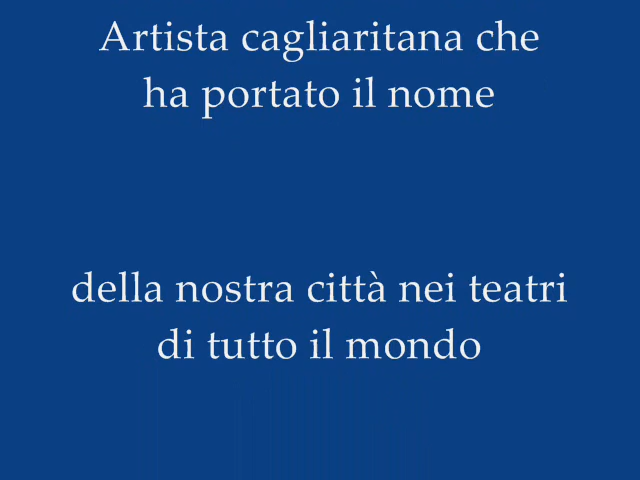 Artista cagliaritana che
ha portato il nome
della nostra città nei teatri
di tutto il mondo